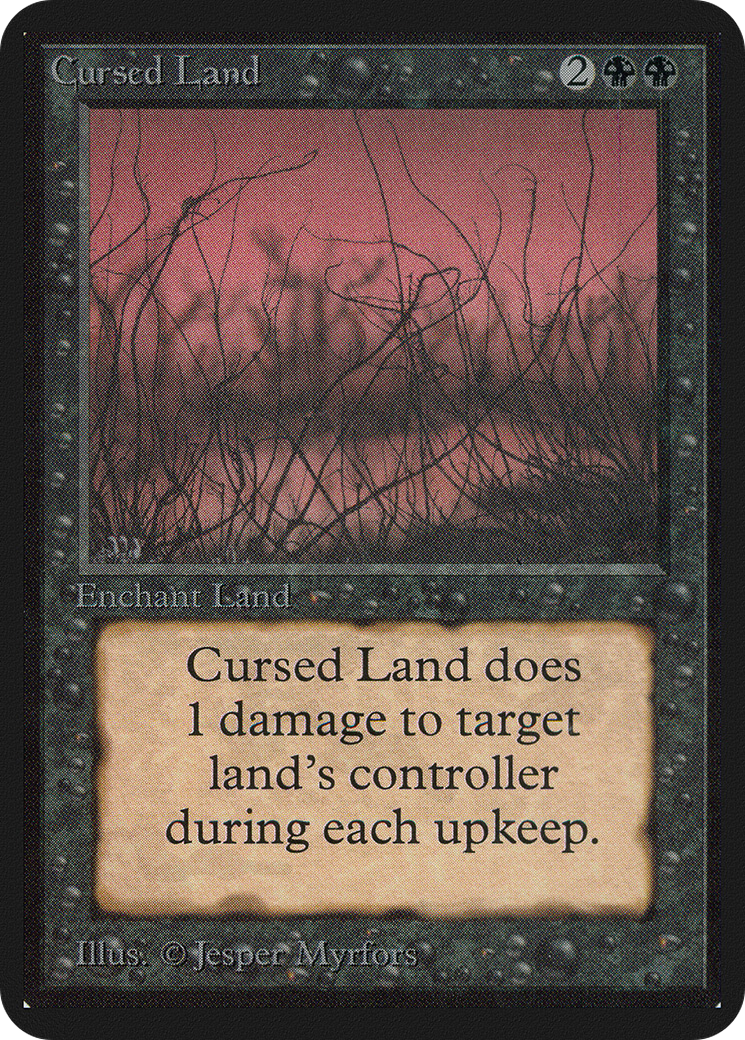 Cursed Land 2
Enchant Land
Cursed Land does
1 damage to target
land's controller
during each upkeep.
Illus. © Jesper Myrfors